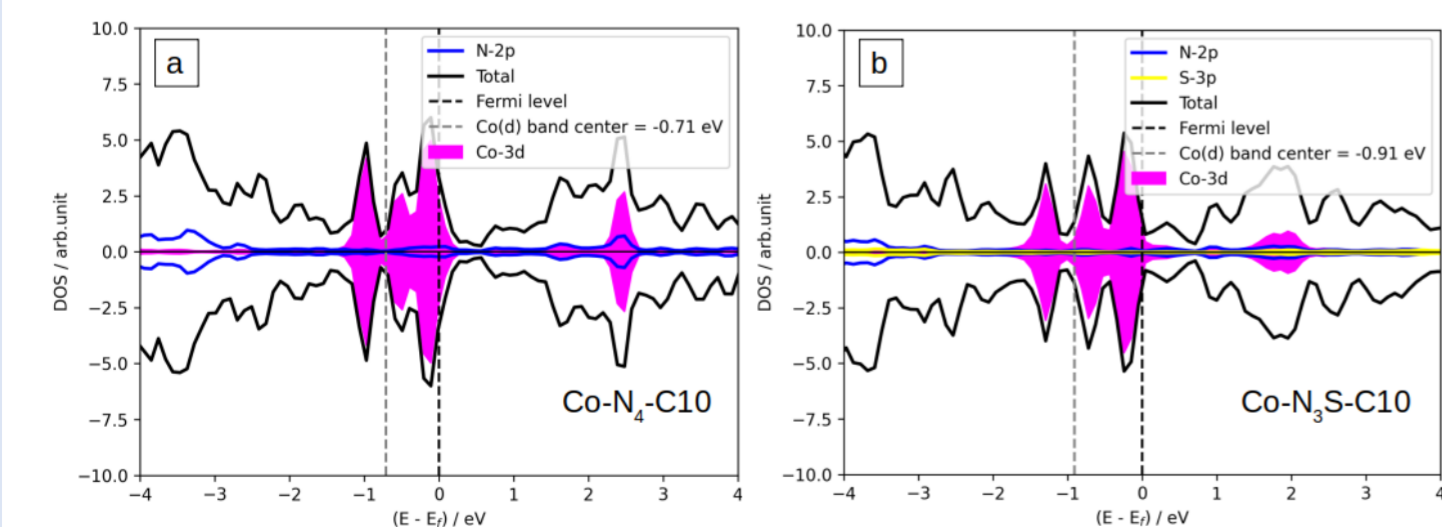 a
N-2p
Total
Fermi level
Co(d) band center = -0.71 eV
Co-3d
10.0
7.5
5.0
2.5
0.0
−2.5
−5.0
−7.5
−10.0
DOS / arb.unit
Co-N4-C10
−4 −3 −2 −1 0 1 2 3 4
(E - Ef) / eV
b
N-2p
S-3p
Total
Fermi level
Co(d) band center = -0.91 eV
Co-3d
10.0
7.5
5.0
2.5
0.0
−2.5
−5.0
−7.5
−10.0
DOS / arb.unit
Co-N3S-C10
−4 −3 −2 −1 0 1 2 3 4
(E - Ef) / eV